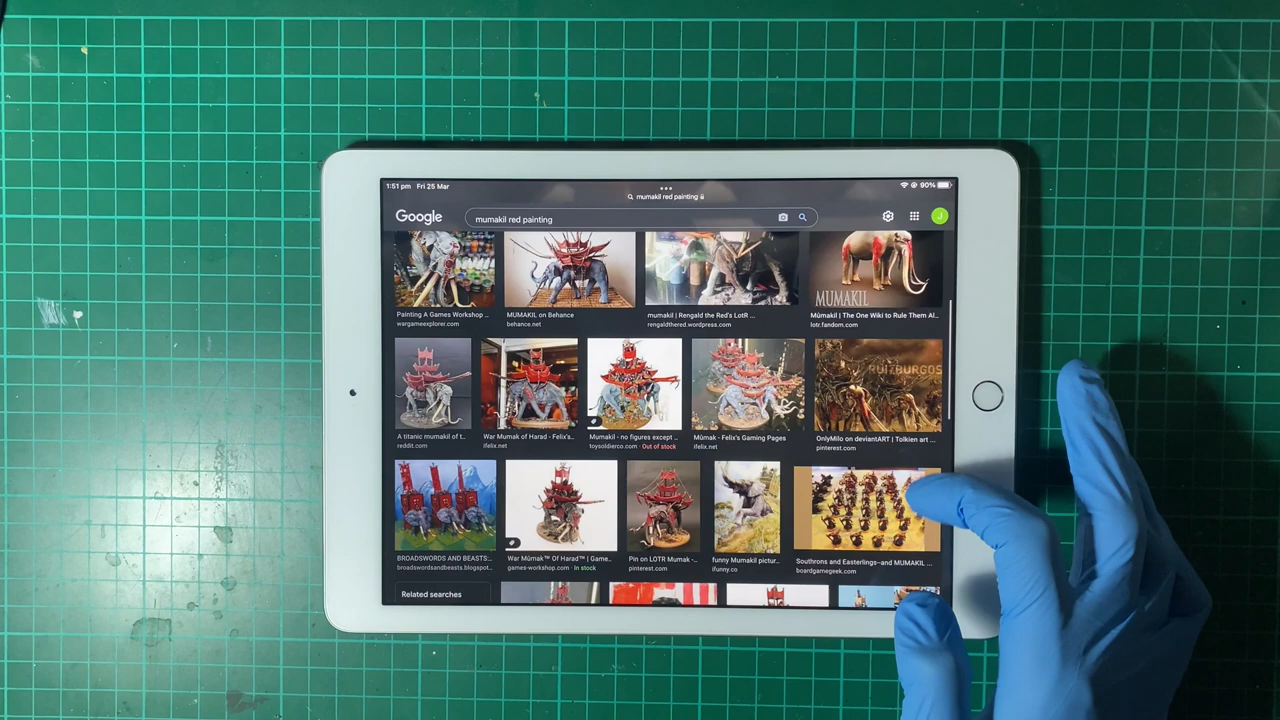 1:51 pm Fri 25 Mar
90%
mumakil red painting
Google
mumakil red painting
J
MUMAKIL
Painting A Games Workshop ...
wargameexplorer.com
MUMAKIL on Behance
behance.net
mumakil | Rengald the Red's LotR ...
rengaldthered.wordpress.com
Mûmakil | The One Wiki to Rule Them Al...
lotr.fandom.com
RUITBURGOS
A titanic mumakil of t...
reddit.com
War Mumak of Harad - Felix's...
ifelix.net
Mumakil - no figures except ...
toysoldierco.com · Out of stock
Mûmak - Felix's Gaming Pages
ifelix.net
OnlyMilo on deviantART | Tolkien art ...
pinterest.com
BROADSWORDS AND BEASTS:...
broadswordsandbeasts.blogspot...
War Mûmak™ Of Harad™ | Game...
games-workshop.com · In stock
Pin on LOTR Mumak -...
pinterest.com
funny Mumakil pictur...
ifunny.co
Southrons and Easterlings--and MUMAKIL ...
boardgamegeek.com
Related searches